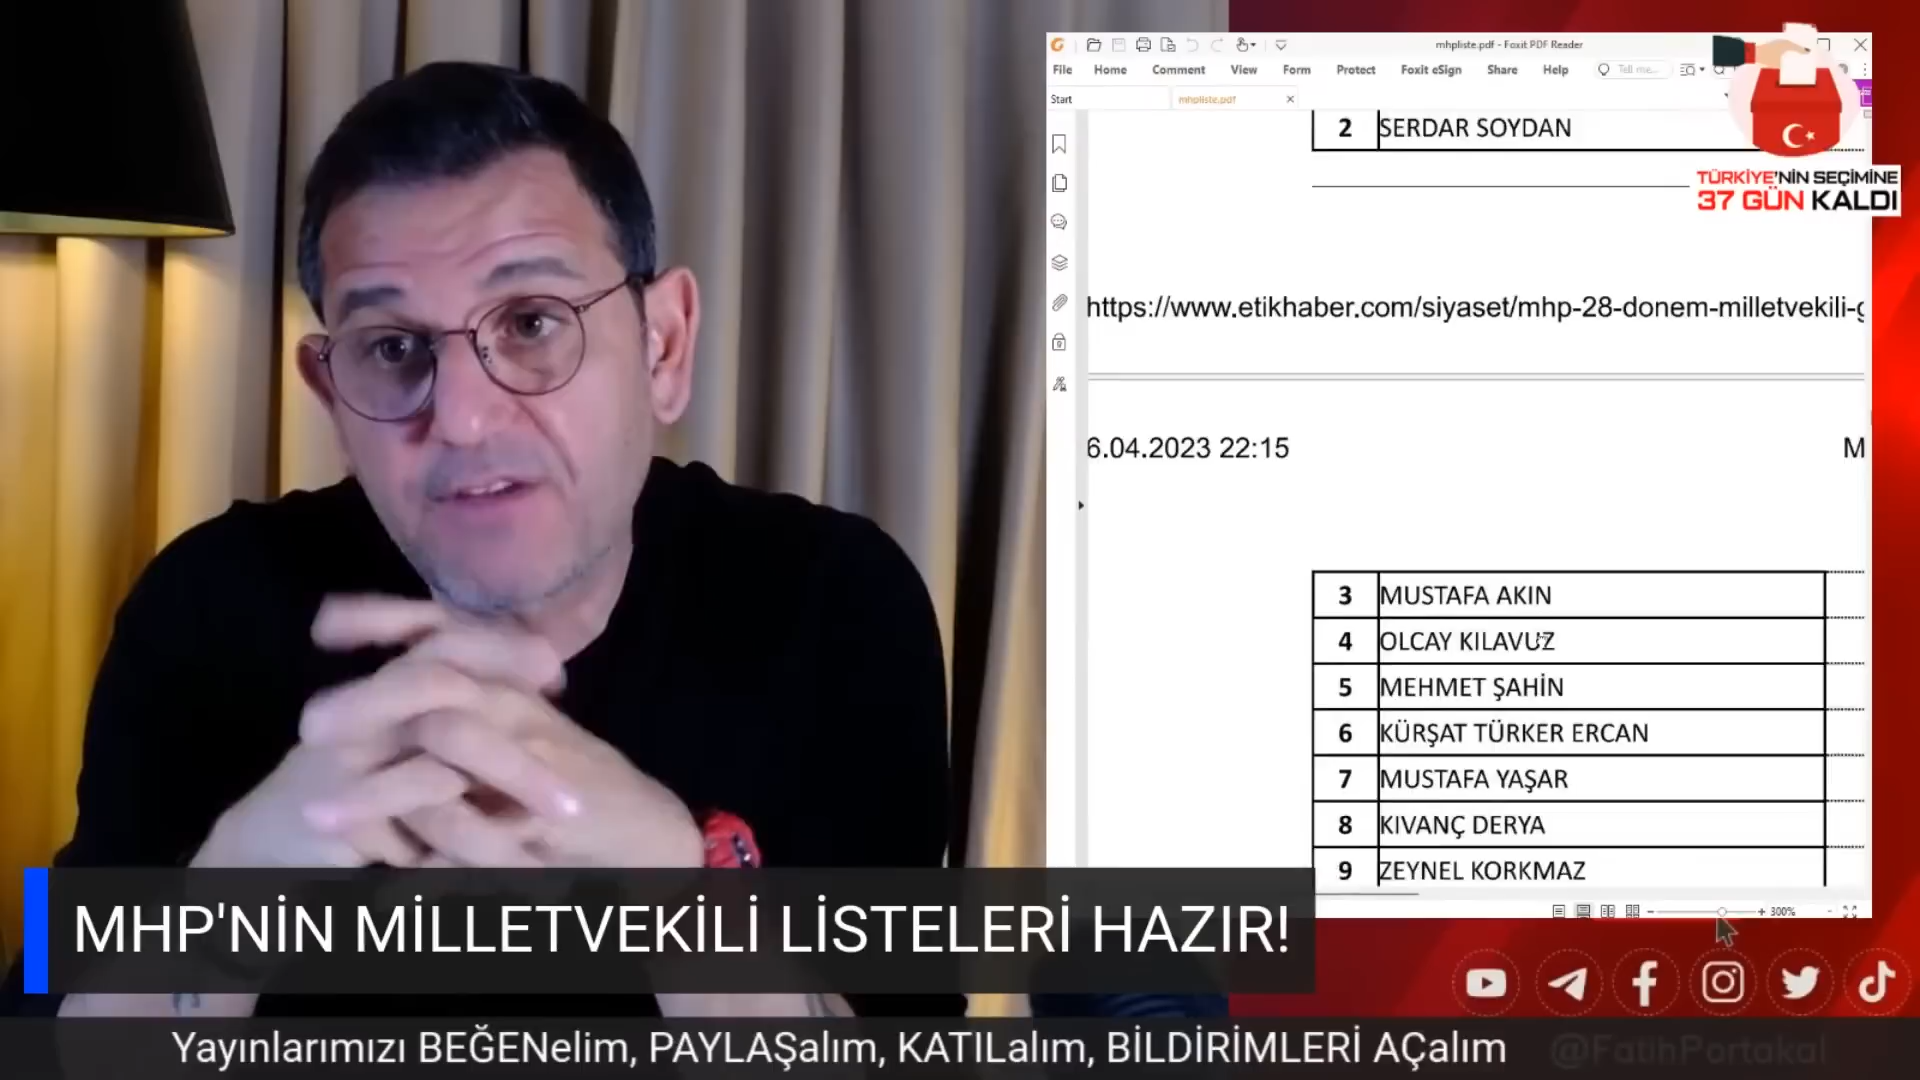 mhpliste.pdf - Foxit PDF Reader
File Home Comment View Form Protect Foxit eSign Share Help Tell me...
Start mhpliste.pdf
2 SERDAR SOYDAN
TÜRKİYE'NİN SEÇİMİNE
37 GÜN KALDI
https://www.etikhaber.com/siyaset/mhp-28-donem-milletvekili-g
6.04.2023 22:15 M
3 MUSTAFA AKIN
4 OLCAY KILAVUZ
5 MEHMET ŞAHİN
6 KÜRŞAT TÜRKER ERCAN
7 MUSTAFA YAŞAR
8 KIVANÇ DERYA
9 ZEYNEL KORKMAZ
300%
MHP'NİN MİLLETVEKİLİ LİSTELERİ HAZIR!
Yayınlarımızı BEĞENelim, PAYLAŞalım, KATILalım, BİLDİRİMLERİ AÇalım
@FatihPortakal